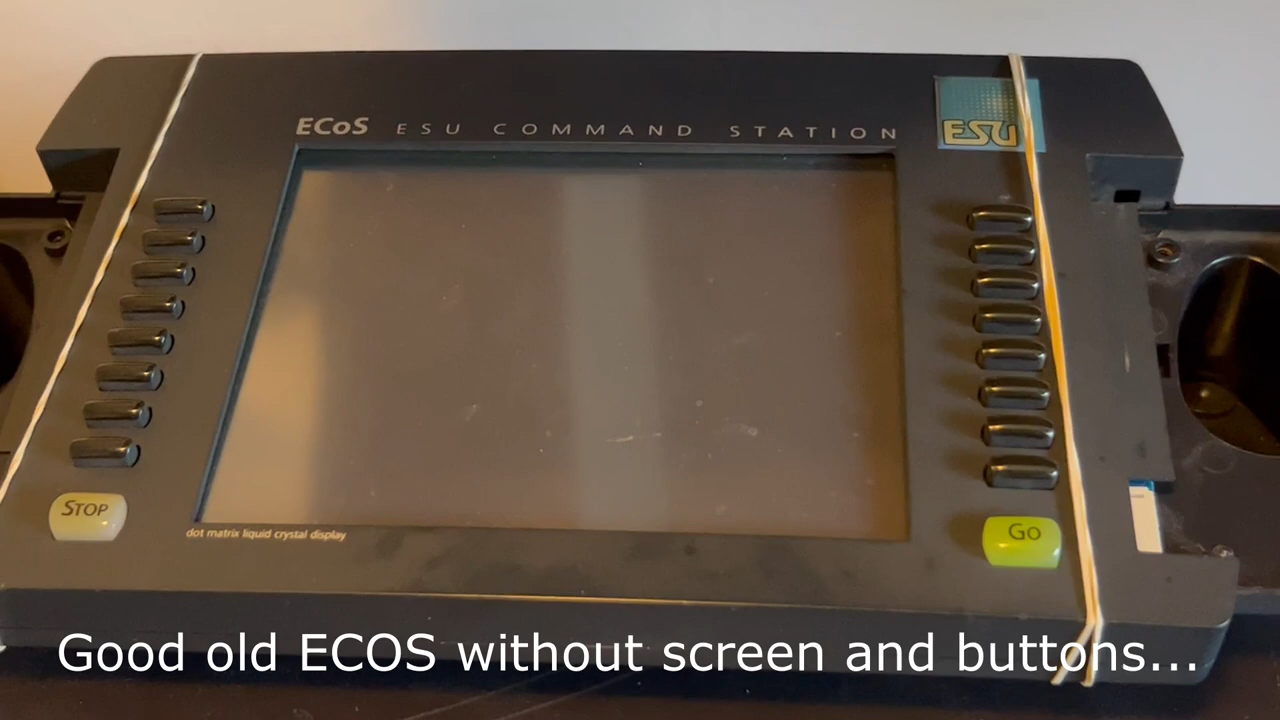 ECoS ESU COMMAND STATION
ESU
STOP
GO
dot matrix liquid crystal display
Good old ECOS without screen and buttons...